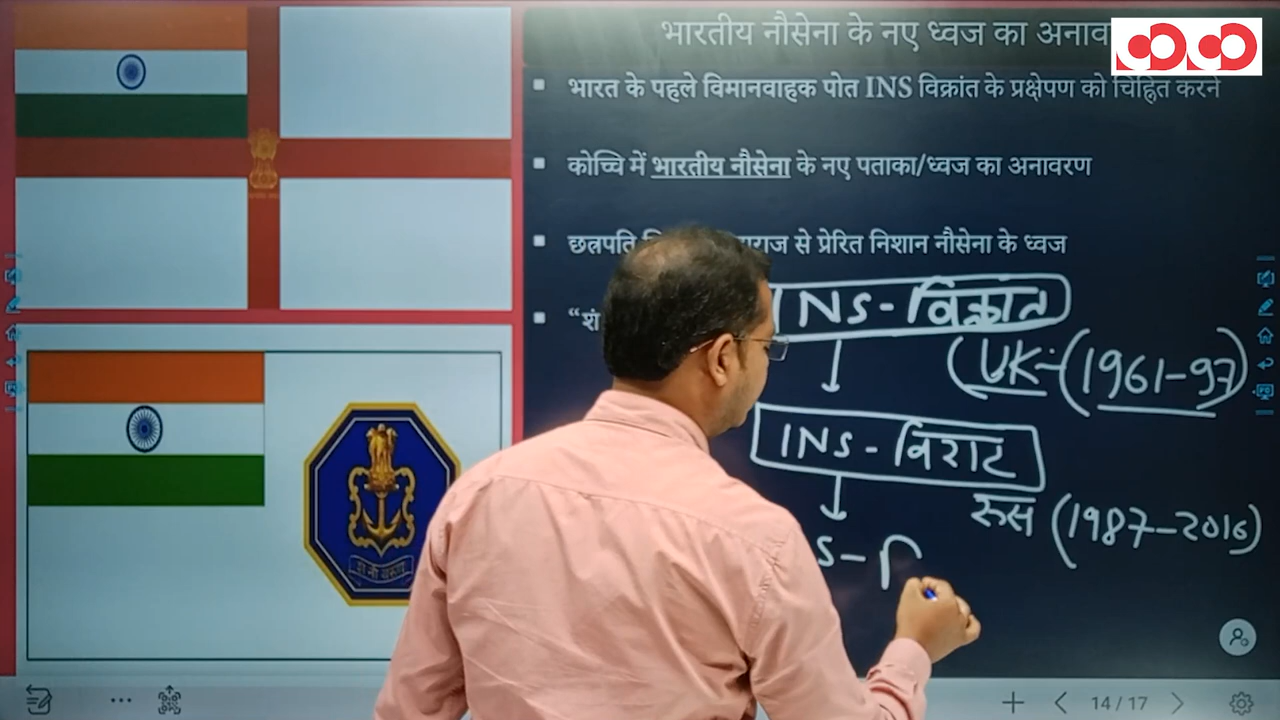 भारतीय नौसेना के नए ध्वज का
भारत के पहले विमानवाहक पोत INS विक्रांत के प्रक्षेपण को चिह्नित करने
कोच्चि में भारतीय नौसेना के नए पताका/ध्वज का अनावरण
छत्रपति से प्रेरित निशान नौसेना के ध्वज
“शं
INS-विक्रांत
(UK-(1961-97)
INS-विराट
रूस (1987-2016)
S-
14 / 17